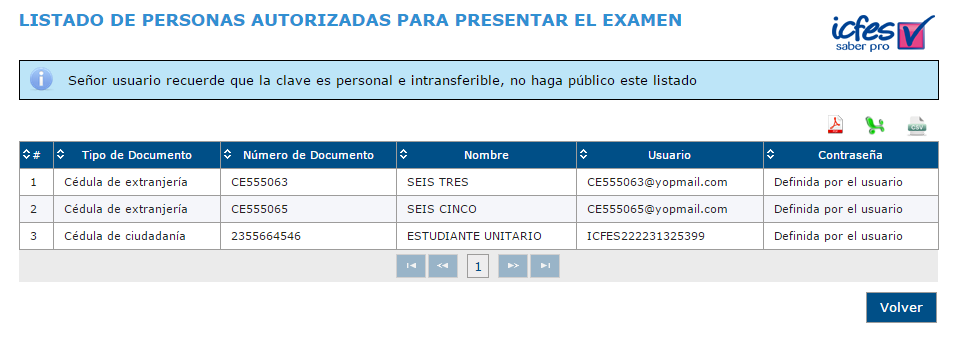 LISTADO DE PERSONAS AUTORIZADAS PARA PRESENTAR EL EXAMEN
icfes
saber pro
Señor usuario recuerde que la clave es personal e intransferible, no haga público este listado
# Tipo de Documento Número de Documento Nombre Usuario Contraseña
1 Cédula de extranjería CE555063 SEIS TRES CE555063@yopmail.com Definida por el usuario
2 Cédula de extranjería CE555065 SEIS CINCO CE555065@yopmail.com Definida por el usuario
3 Cédula de ciudadanía 2355664546 ESTUDIANTE UNITARIO ICFES222231325399 Definida por el usuario
1
Volver